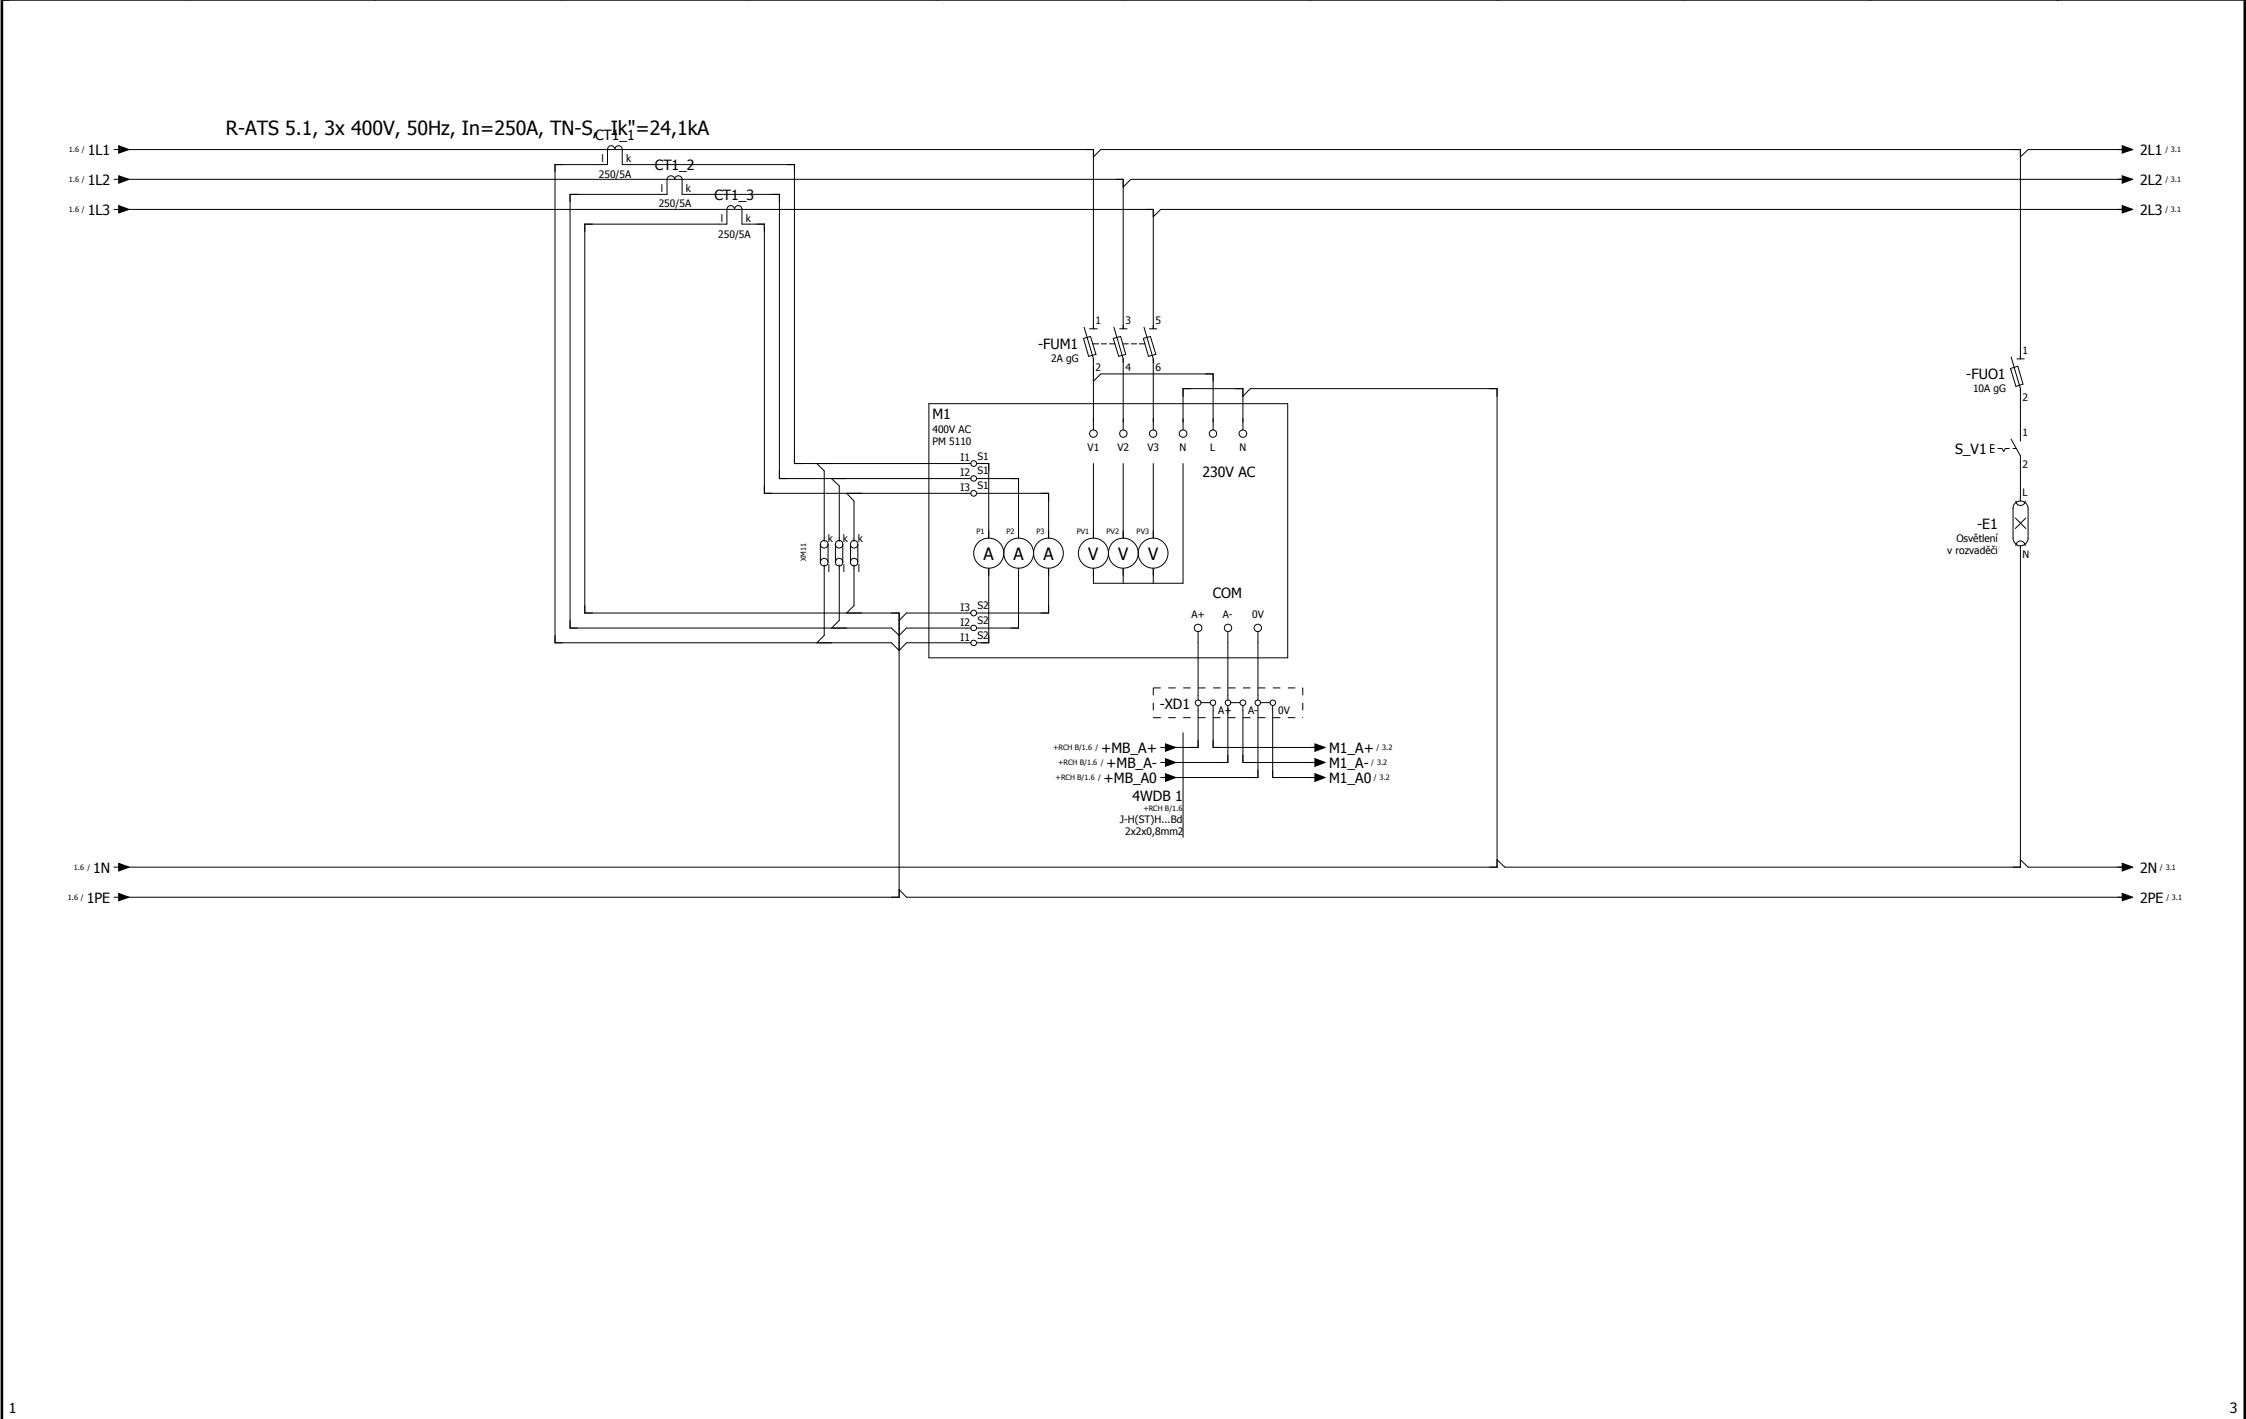 R-ATS 5.1, 3x 400V, 50Hz, In=250A, TN-S, Ik"=24,1kA
CT1_1
1.6 / 1L1
2L1 / 3.1
l k
250/5A
CT1_2
1.6 / 1L2
2L2 / 3.1
l k
250/5A
CT1_3
1.6 / 1L3
2L3 / 3.1
l k
250/5A
1 3 5
-FUM1
2A gG
2 4 6
1
-FUO1
10A gG
2
M1
400V AC
PM 5110
V1 V2 V3 N L N
230V AC
1
S_V1
2
I1 S1
I2 S1
I3 S1
L
-E1
Osvětlení
v rozvaděči
N
P1 P2 P3 PV1 PV2 PV3
A A A V V V
XM11
k k k
l l l
COM
A+ A- 0V
I3 S2
I2 S2
I1 S2
-XD1 A+ A- 0V
+RCH B/1.6 / +MB_A+
M1_A+ / 3.2
+RCH B/1.6 / +MB_A-
M1_A- / 3.2
+RCH B/1.6 / +MB_A0
M1_A0 / 3.2
4WDB 1
+RCH B/1.6
J-H(ST)H...Bd
2x2x0,8mm2
1.6 / 1N
2N / 3.1
1.6 / 1PE
2PE / 3.1
1
3